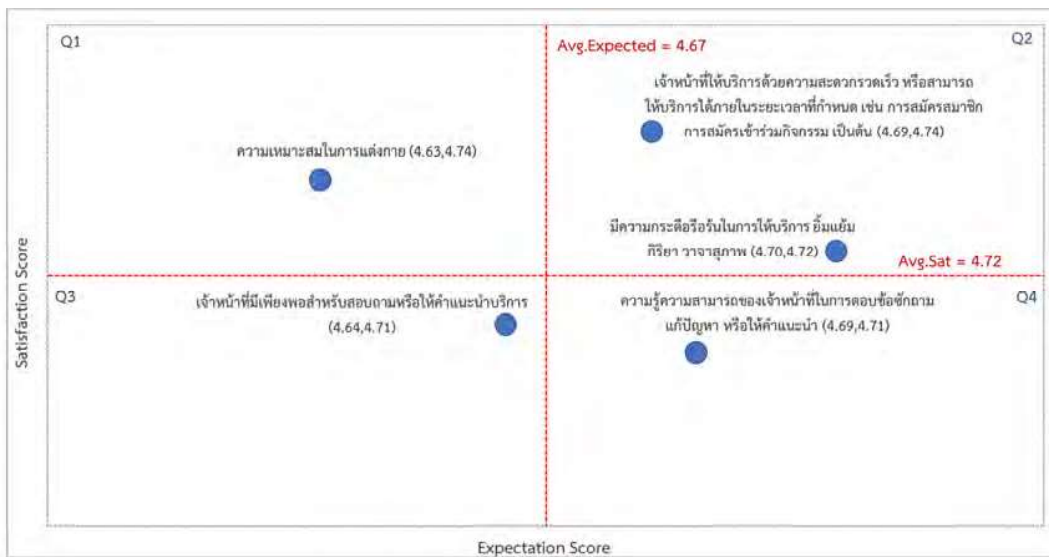 Q1
Avg.Expected = 4.67
Q2
เจ้าหน้าที่ให้บริการด้วยความสะดวกรวดเร็ว หรือสามารถ
ให้บริการได้ภายในระยะเวลาที่กำหนด เช่น การสมัครสมาชิก
การสมัครเข้าร่วมกิจกรรม เป็นต้น (4.69,4.74)
ความเหมาะสมในการแต่งกาย (4.63,4.74)
มีความกระตือรือร้นในการให้บริการ ยิ้มแย้ม
กิริยา วาจาสุภาพ (4.70,4.72)
Avg.Sat = 4.72
Q3
เจ้าหน้าที่มีเพียงพอสำหรับสอบถามหรือให้คำแนะนำบริการ
(4.64,4.71)
ความรู้ความสามารถของเจ้าหน้าที่ในการตอบข้อซักถาม
แก้ปัญหา หรือให้คำแนะนำ (4.69,4.71)
Q4
Satisfaction Score
Expectation Score